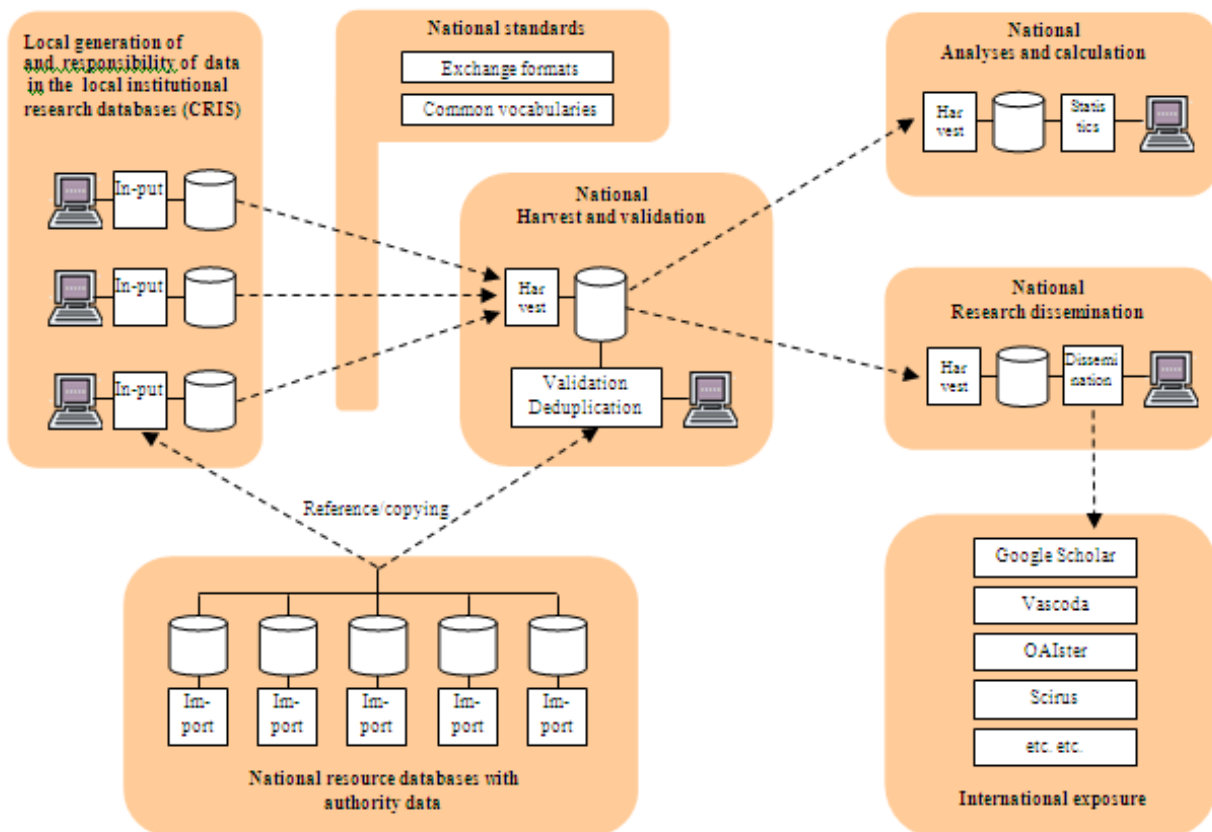 Local generation of
and responsibility of data
in the local institutional
research databases (CRIS)
In-put
In-put
In-put
National standards
Exchange formats
Common vocabularies
National
Harvest and validation
Har
vest
Validation
Deduplication
National
Analyses and calculation
Har
vest
Statis
tics
National
Research dissemination
Har
vest
Dissemi
nation
Reference/copying
Im-
port
Im-
port
Im-
port
Im-
port
Im-
port
National resource databases with
authority data
Google Scholar
Vascoda
OAIster
Scirus
etc. etc.
International exposure